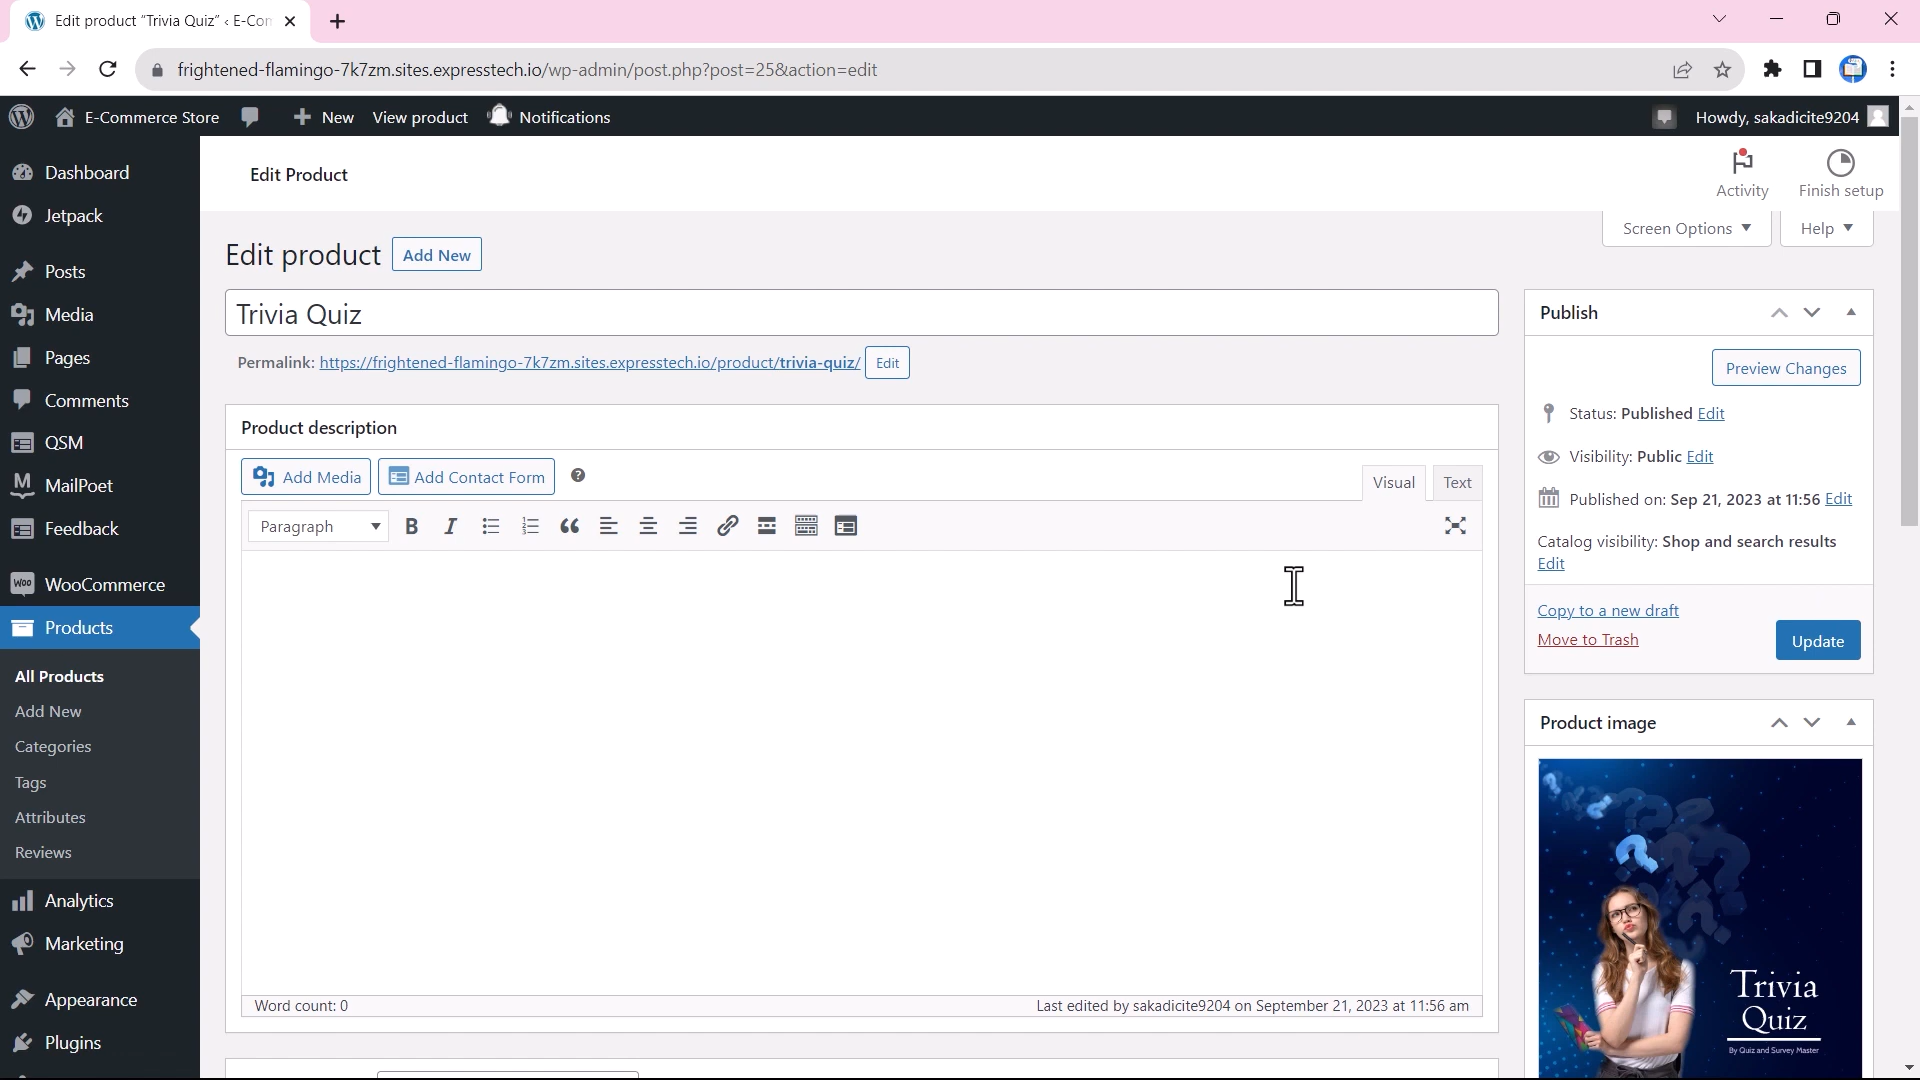 Edit product “Trivia Quiz” ‹ E-Con
frightened-flamingo-7k7zm.sites.expresstech.io/wp-admin/post.php?post=25&action=edit
E-Commerce Store
New
View product
Notifications
Howdy, sakadicite9204
Dashboard
Jetpack
Posts
Media
Pages
Comments
QSM
MailPoet
Feedback
WooCommerce
Products
All Products
Add New
Categories
Tags
Attributes
Reviews
Analytics
Marketing
Appearance
Plugins
Edit Product
Activity
Finish setup
Screen Options
Help
Edit product
Add New
Trivia Quiz
Permalink: https://frightened-flamingo-7k7zm.sites.expresstech.io/product/trivia-quiz/ Edit
Product description
Add Media
Add Contact Form
Visual
Text
Paragraph
Word count: 0
Last edited by sakadicite9204 on September 21, 2023 at 11:56 am
Publish
Preview Changes
Status: Published Edit
Visibility: Public Edit
Published on: Sep 21, 2023 at 11:56 Edit
Catalog visibility: Shop and search results
Edit
Copy to a new draft
Move to Trash
Update
Product image
Trivia
Quiz
By Quiz and Survey Master